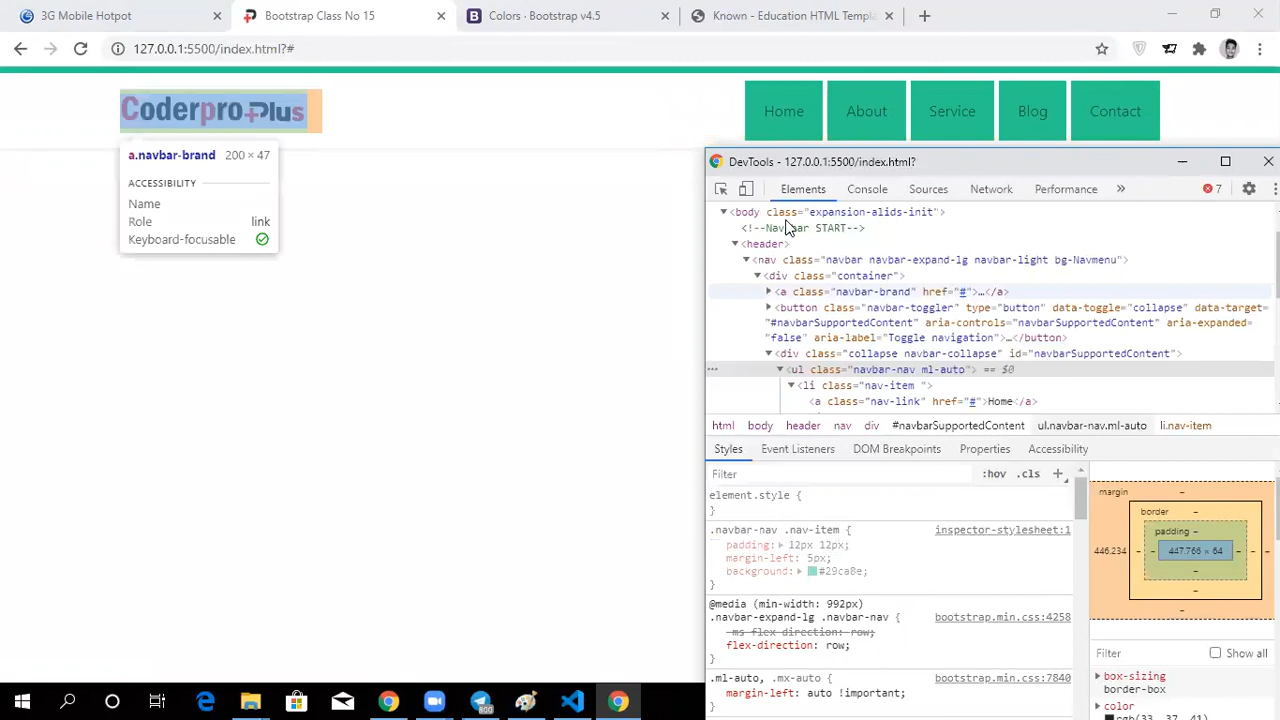 3G Mobile Hotpot
Bootstrap Class No 15
Colors · Bootstrap v4.5
Known - Education HTML Templa
127.0.0.1:5500/index.html?#
Coderpro+Plus
Home
About
Service
Blog
Contact
a.navbar-brand 200 × 47
ACCESSIBILITY
Name
Role link
Keyboard-focusable
DevTools - 127.0.0.1:5500/index.html?
Elements Console Sources Network Performance » 7
<body class="expansion-alids-init">
<!--Navbar START-->
<header>
<nav class="navbar navbar-expand-lg navbar-light bg-Navmenu">
<div class="container">
<a class="navbar-brand" href="#">…</a>
<button class="navbar-toggler" type="button" data-toggle="collapse" data-target=
"#navbarSupportedContent" aria-controls="navbarSupportedContent" aria-expanded=
"false" aria-label="Toggle navigation">…</button>
<div class="collapse navbar-collapse" id="navbarSupportedContent">
<ul class="navbar-nav ml-auto"> == $0
<li class="nav-item ">
<a class="nav-link" href="#">Home</a>
html body header nav div #navbarSupportedContent ul.navbar-nav.ml-auto li.nav-item
Styles Event Listeners DOM Breakpoints Properties Accessibility
Filter :hov .cls +
element.style {
}
.navbar-nav .nav-item { inspector-stylesheet:1
padding: 12px 12px;
margin-left: 5px;
background: #29ca8e;
}
@media (min-width: 992px)
.navbar-expand-lg .navbar-nav { bootstrap.min.css:4258
-ms-flex-direction: row;
flex-direction: row;
}
.ml-auto, .mx-auto { bootstrap.min.css:7840
margin-left: auto !important;
}
margin –
border –
padding –
446.234 – – 447.766 × 64 – – –
–
–
–
Filter Show all
box-sizing
border-box
color
rgb(33, 37, 41)